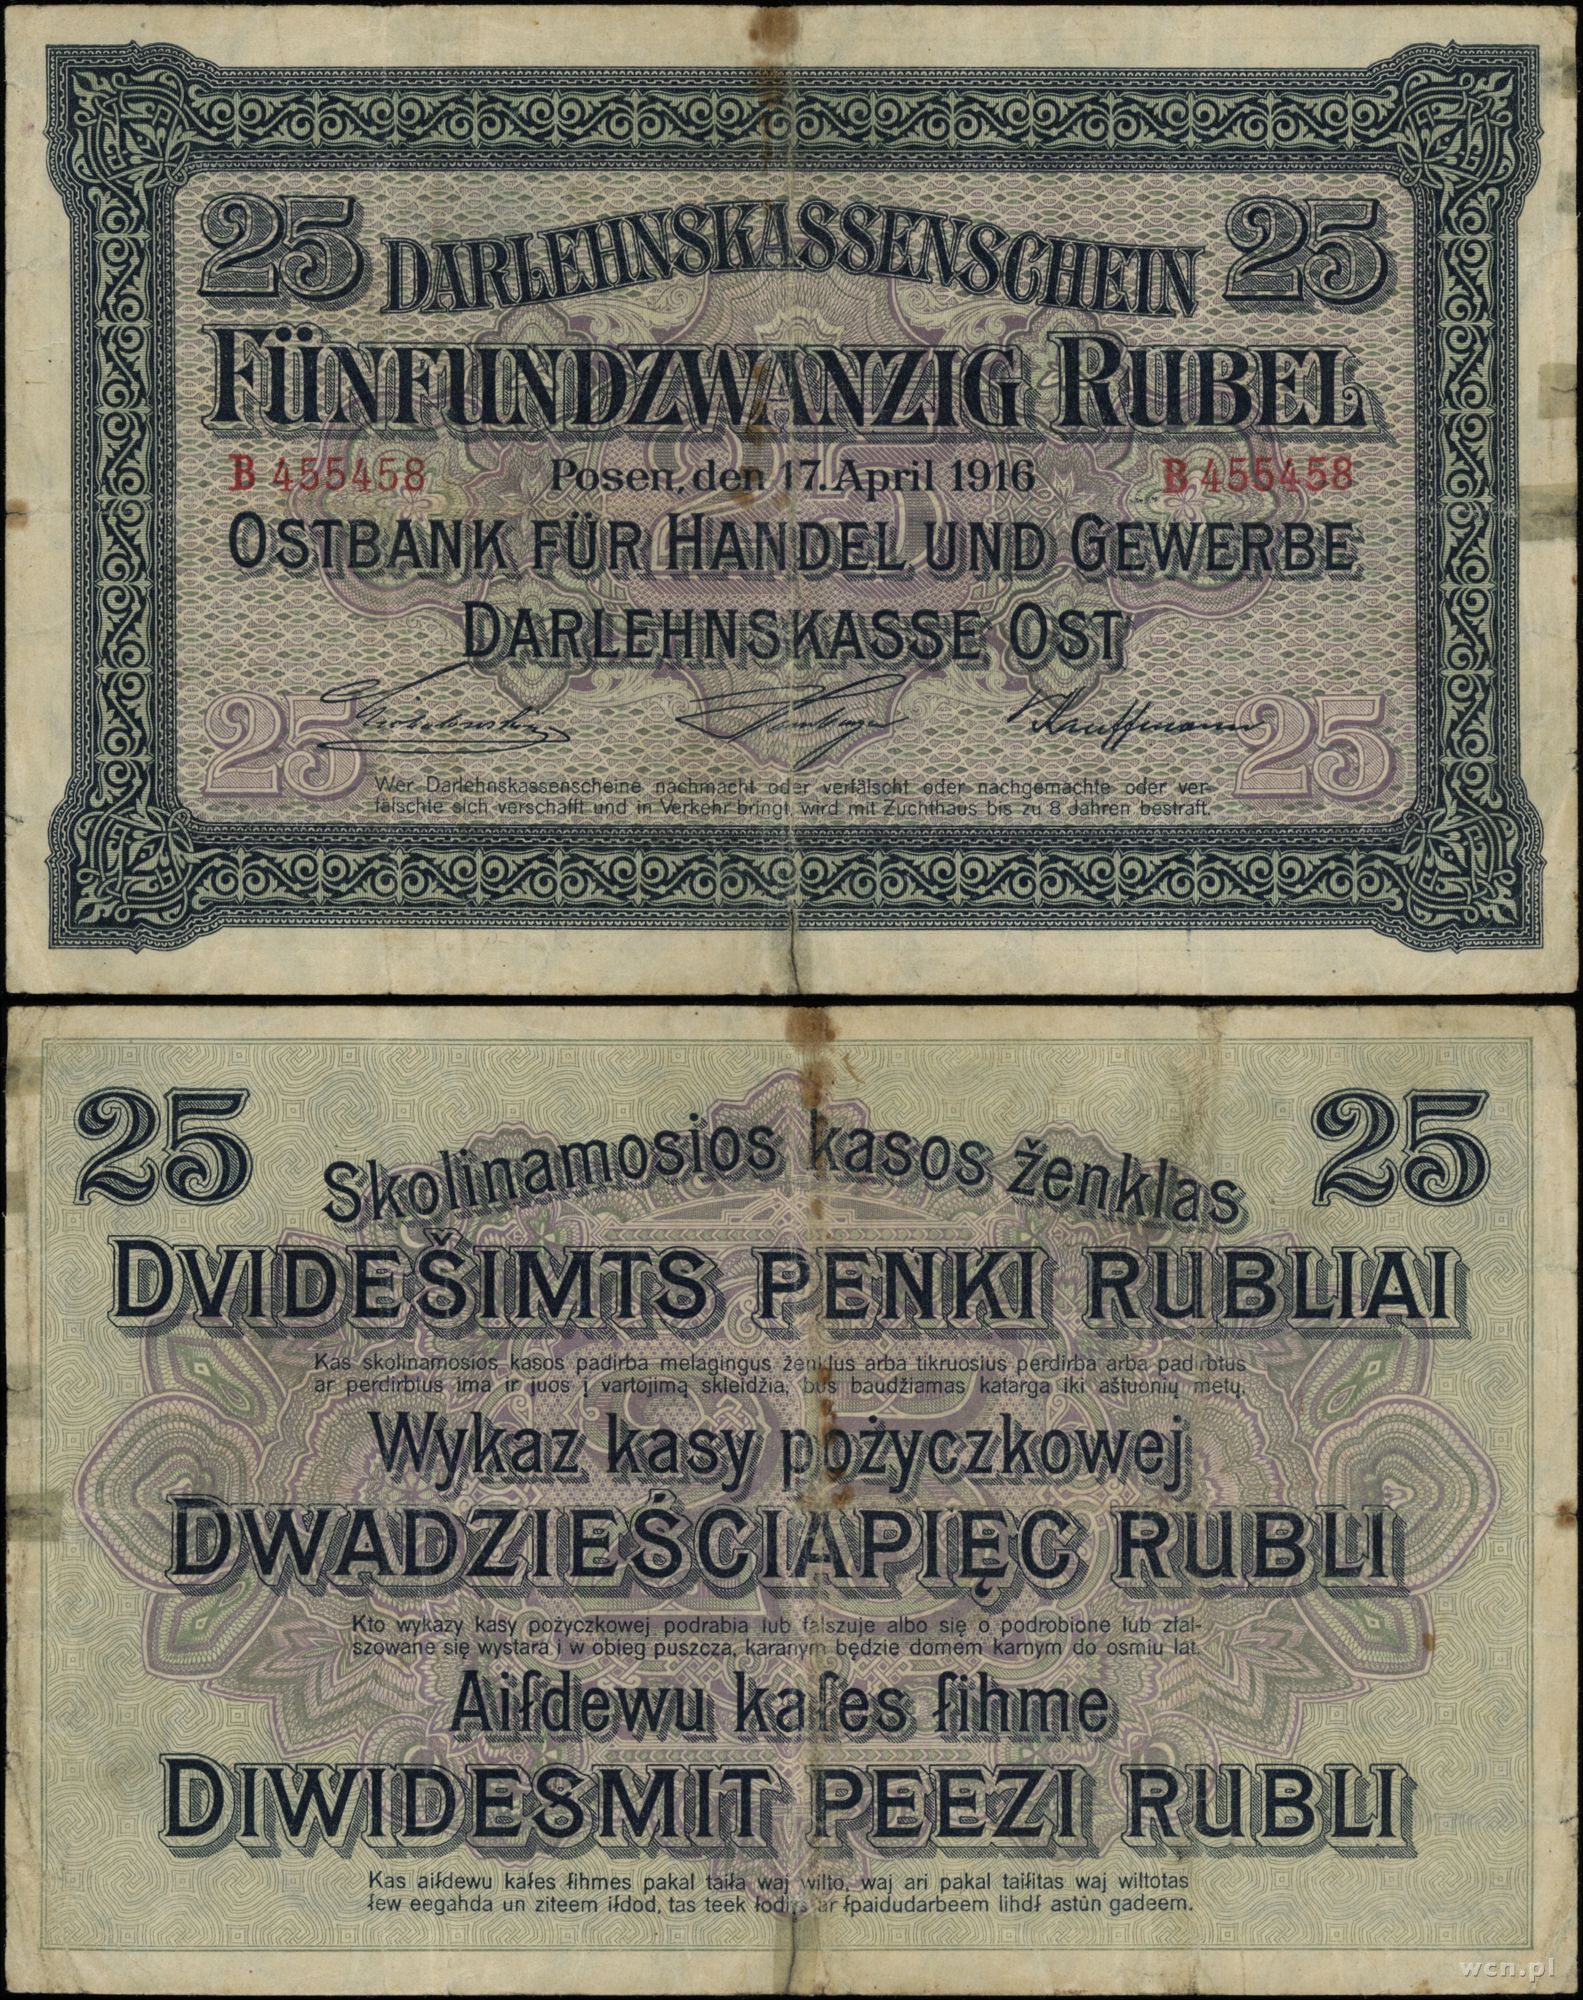 25 DARLEHNSKASSENSCHEIN 25
FÜNFUNDZWANZIG RUBEL
B 455458 Posen, den 17. April 1916 B 455458
OSTBANK FÜR HANDEL UND GEWERBE
DARLEHNSKASSE OST
Kauffmann
25 25
Wer Darlehnskassenscheine nachmacht oder verfälscht oder nachgemachte oder ver-
fälschte sich verschafft und in Verkehr bringt, wird mit Zuchthaus bis zu 8 Jahren bestraft.
25
25 Skolinamosios kasos ženklas 25
DVIDEŠIMTS PENKI RUBLIAI
Kas skolinamosios kasos padirba melagingus ženklus arba tikruosius perdirba arba padirbtus
ar perdirbtus ima ir juos į vartojimą skleidžia, bus baudžiamas katarga iki aštuonių metų.
Wykaz kasy pożyczkowej
DWADZIEŚCIAPIĘC RUBLI
Kto wykazy kasy pożyczkowej podrabia lub fałszuje albo się o podrobione lub zfał-
szowane się wystara i w obieg puszcza, karanym będzie domem karnym do osmiu lat.
Aiſdewu kaſes ſihme
DIWIDESMIT PEEZI RUBLI
Kas aiſdewu kaſes ſihmes pakaļ taiſa waj wilto, waj ari pakaļ taiſitas waj wiltotas
ſew eegahda un ziteem iſdod, tas teek ſodits ar ſpaidudarbeem lihdſ astûņ gadeem.
25
wcn.pl